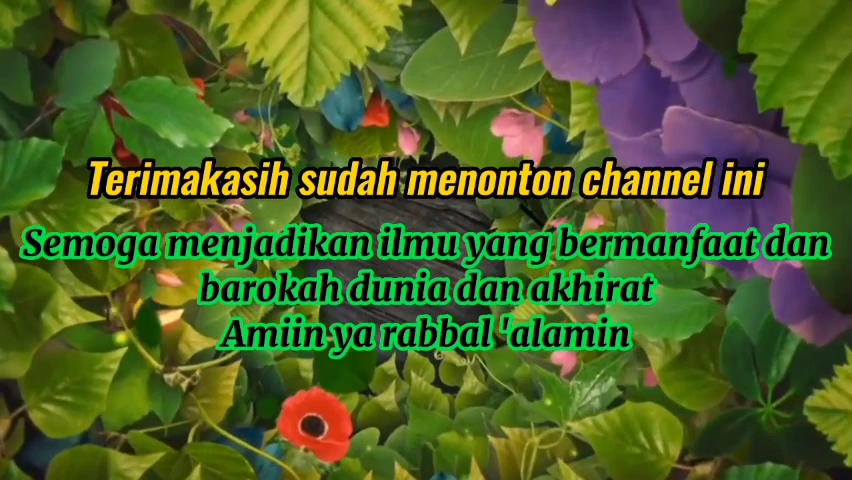 Terimakasih sudah menonton channel ini
Semoga menjadikan ilmu yang bermanfaat dan
barokah dunia dan akhirat
Amiin ya rabbal 'alamin